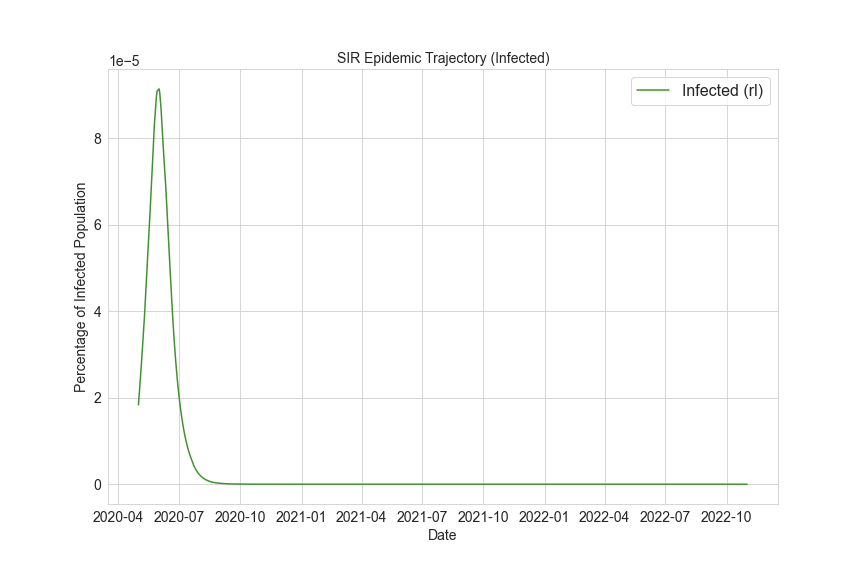 SIR Epidemic Trajectory (Infected)
1e−5
Infected (rI)
8
6
4
2
0
Percentage of Infected Population
2020-04 2020-07 2020-10 2021-01 2021-04 2021-07 2021-10 2022-01 2022-04 2022-07 2022-10
Date